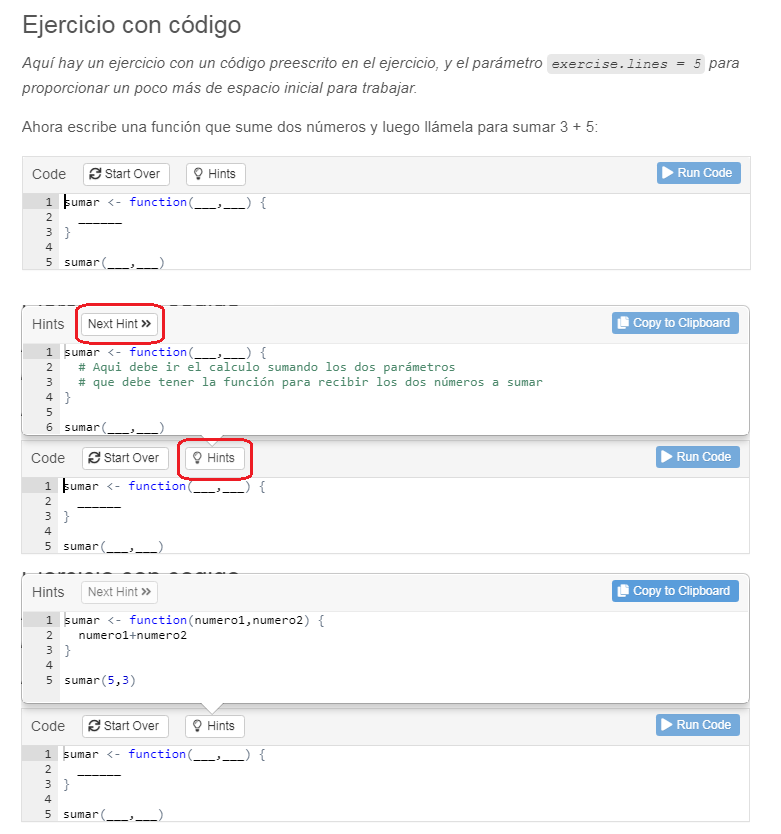 Ejercicio con código
Aquí hay un ejercicio con un código preescrito en el ejercicio, y el parámetro exercise.lines = 5 para
proporcionar un poco más de espacio inicial para trabajar.
Ahora escribe una función que sume dos números y luego llámela para sumar 3 + 5:
Code Start Over Hints Run Code
1 sumar <- function(___,___) {
2 ______
3 }
4
5 sumar(___,___)
Hints Next Hint Copy to Clipboard
1 sumar <- function(___,___) {
2 # Aqui debe ir el calculo sumando los dos parámetros
3 # que debe tener la función para recibir los dos números a sumar
4 }
5
6 sumar(___,___)
Code Start Over Hints Run Code
1 sumar <- function(___,___) {
2 ______
3 }
4
5 sumar(___,___)
Hints Next Hint Copy to Clipboard
1 sumar <- function(numero1,numero2) {
2 numero1+numero2
3 }
4
5 sumar(5,3)
Code Start Over Hints Run Code
1 sumar <- function(___,___) {
2 ______
3 }
4
5 sumar(___,___)